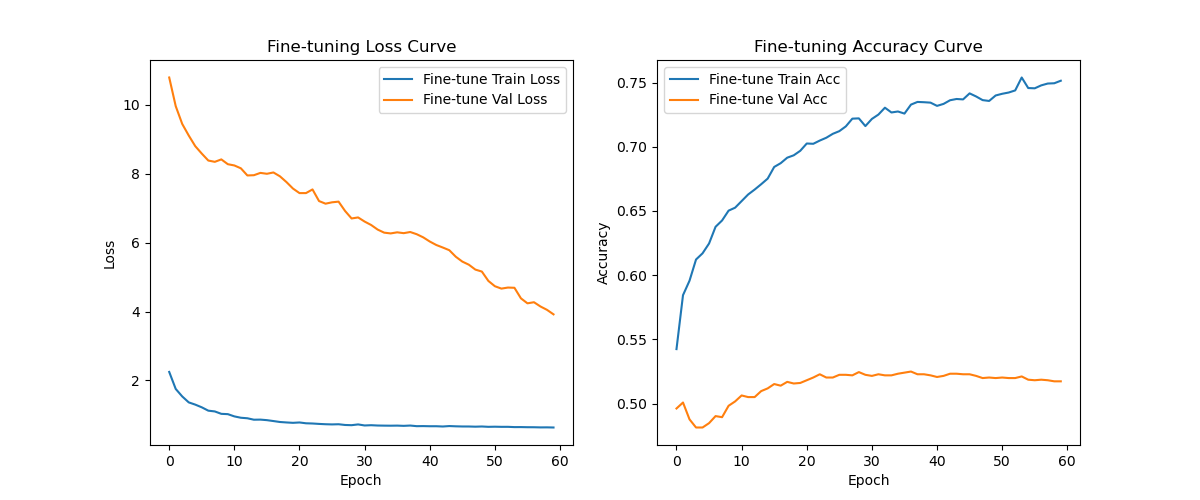 Fine-tuning Loss Curve
Fine-tune Train Loss
Fine-tune Val Loss
10
8
6
4
2
Loss
0 10 20 30 40 50 60
Epoch
Fine-tuning Accuracy Curve
Fine-tune Train Acc
Fine-tune Val Acc
0.75
0.70
0.65
0.60
0.55
0.50
Accuracy
0 10 20 30 40 50 60
Epoch